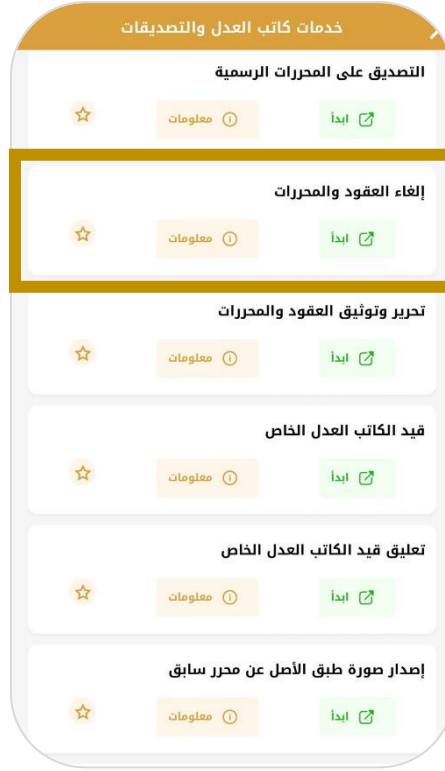 خدمات كاتب العدل والتصديقات
التصديق على المحررات الرسمية
ابدأ معلومات
إلغاء العقود والمحررات
ابدأ معلومات
تحرير وتوثيق العقود والمحررات
ابدأ معلومات
قيد الكاتب العدل الخاص
ابدأ معلومات
تعليق قيد الكاتب العدل الخاص
ابدأ معلومات
إصدار صورة طبق الأصل عن محرر سابق
ابدأ معلومات